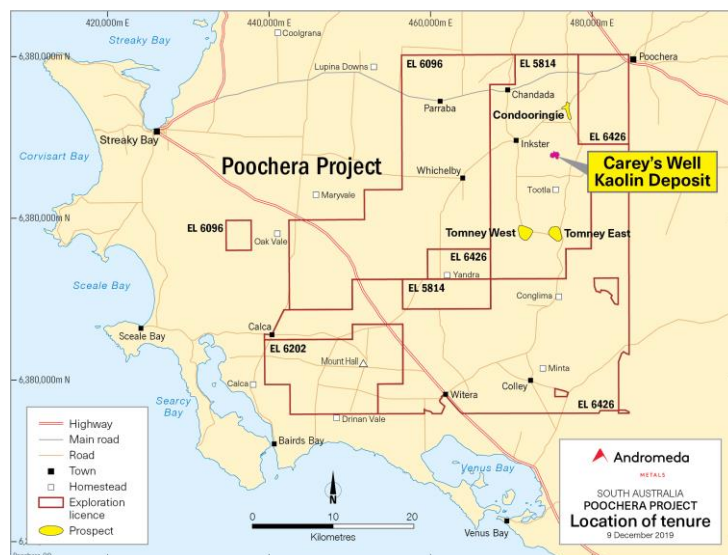 420,000m E
440,000m E
460,000m E
480,000m E
Streaky Bay
Coolgrana
6,380,000m N
Lupina Downs
EL 6096
EL 5814
Poochera
Parraba
Chandada
Condooringie
Streaky Bay
Inkster
EL 6426
Corvisart Bay
Poochera Project
Carey's Well
Kaolin Deposit
Whichelby
Maryvale
Tootla
6,380,000m N
EL 6096
Oak Vale
Tomney West
Tomney East
EL 6426
Sceale Bay
Yandra
EL 5814
Conglima
Calca
Sceale Bay
EL 6202
Mount Hall
Minta
6,380,000m N
Calca
Colley
Searcy
Bay
Witera
EL 6426
Drinan Vale
Highway
Main road
Road
Town
Homestead
Exploration
licence
Prospect
Bairds Bay
Venus Bay
N
0
10
20
Kilometres
Venus Bay
Andromeda
METALS
SOUTH AUSTRALIA
POOCHERA PROJECT
Location of tenure
9 December 2019